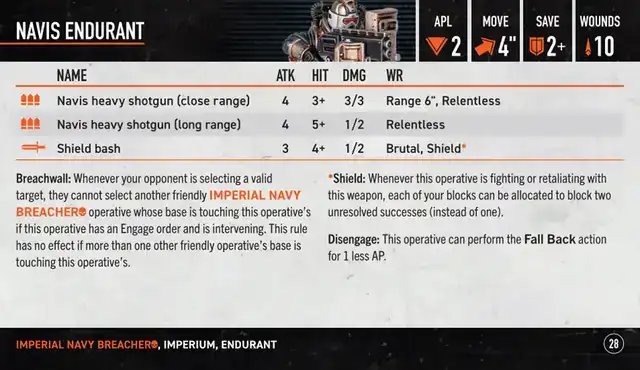 NAVIS ENDURANT
APL MOVE SAVE WOUNDS
2 4" 2+ 10
NAME ATK HIT DMG WR
Navis heavy shotgun (close range) 4 3+ 3/3 Range 6", Relentless
Navis heavy shotgun (long range) 4 5+ 1/2 Relentless
Shield bash 3 4+ 1/2 Brutal, Shield*
Breachwall: Whenever your opponent is selecting a valid
target, they cannot select another friendly IMPERIAL NAVY
BREACHER operative whose base is touching this operative's
if this operative has an Engage order and is intervening. This rule
has no effect if more than one other friendly operative's base is
touching this operative's.
*Shield: Whenever this operative is fighting or retaliating with
this weapon, each of your blocks can be allocated to block two
unresolved successes (instead of one).
Disengage: This operative can perform the Fall Back action
for 1 less AP.
IMPERIAL NAVY BREACHER, IMPERIUM, ENDURANT
28